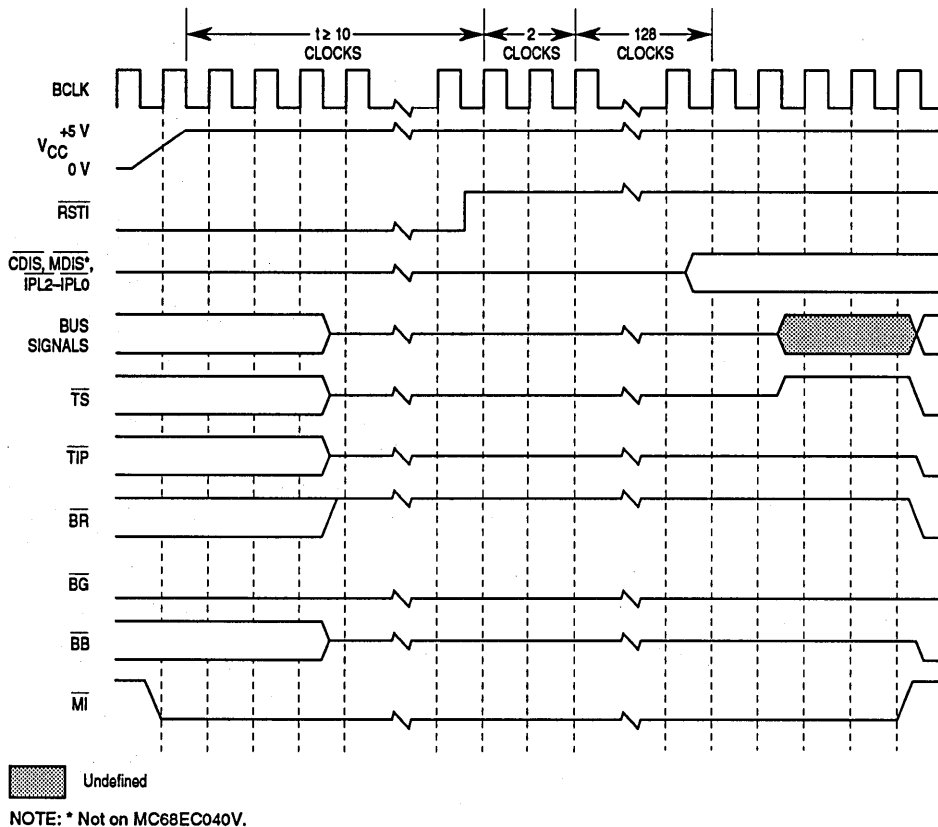 t ≥ 10
CLOCKS
2
CLOCKS
128
CLOCKS
BCLK
+5 V
VCC
0 V
RSTI
CDIS, MDIS*,
IPL2–IPL0
BUS
SIGNALS
TS
TIP
BR
BG
BB
MI
Undefined
NOTE: * Not on MC68EC040V.